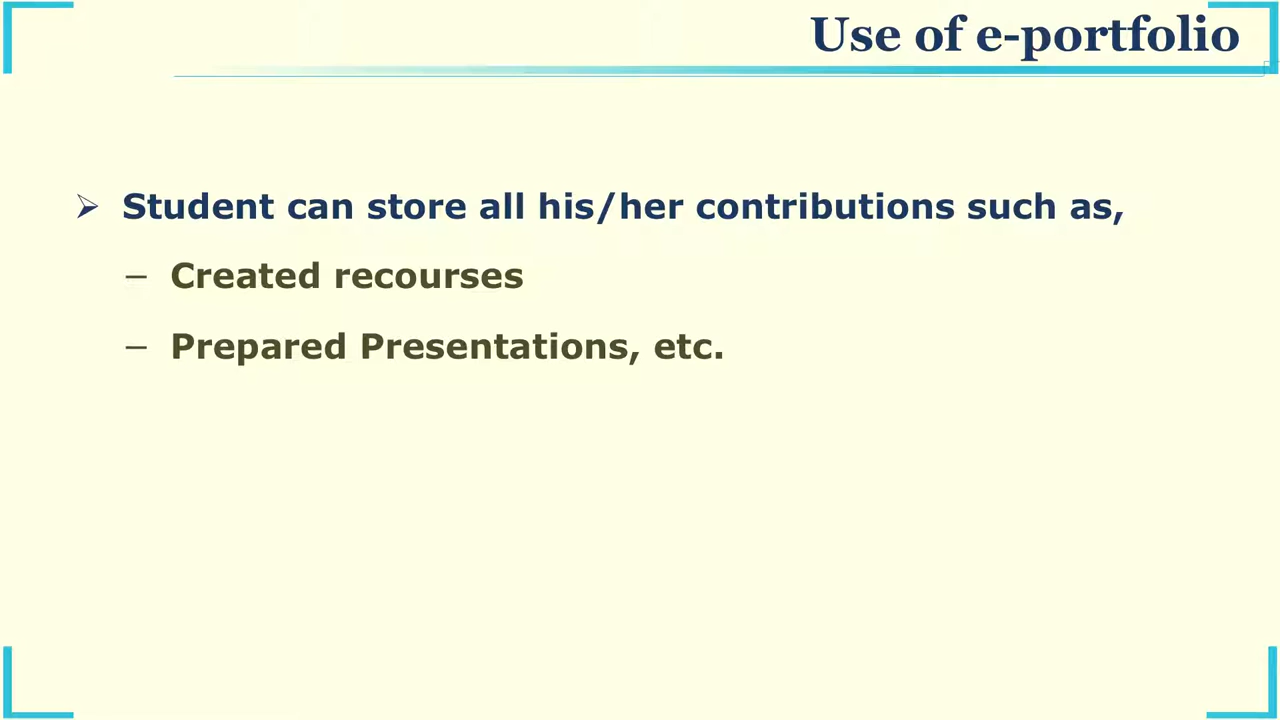 Use of e-portfolio
➢ Student can store all his/her contributions such as,
– Created recourses
– Prepared Presentations, etc.